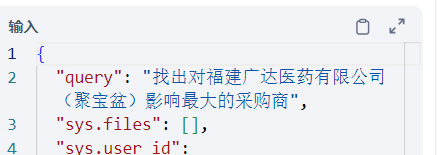 输入
1 {
2 "query": "找出对福建广达医药有限公司
（聚宝盆）影响最大的采购商",
3 "sys.files": [],
4 "sys.user_id":